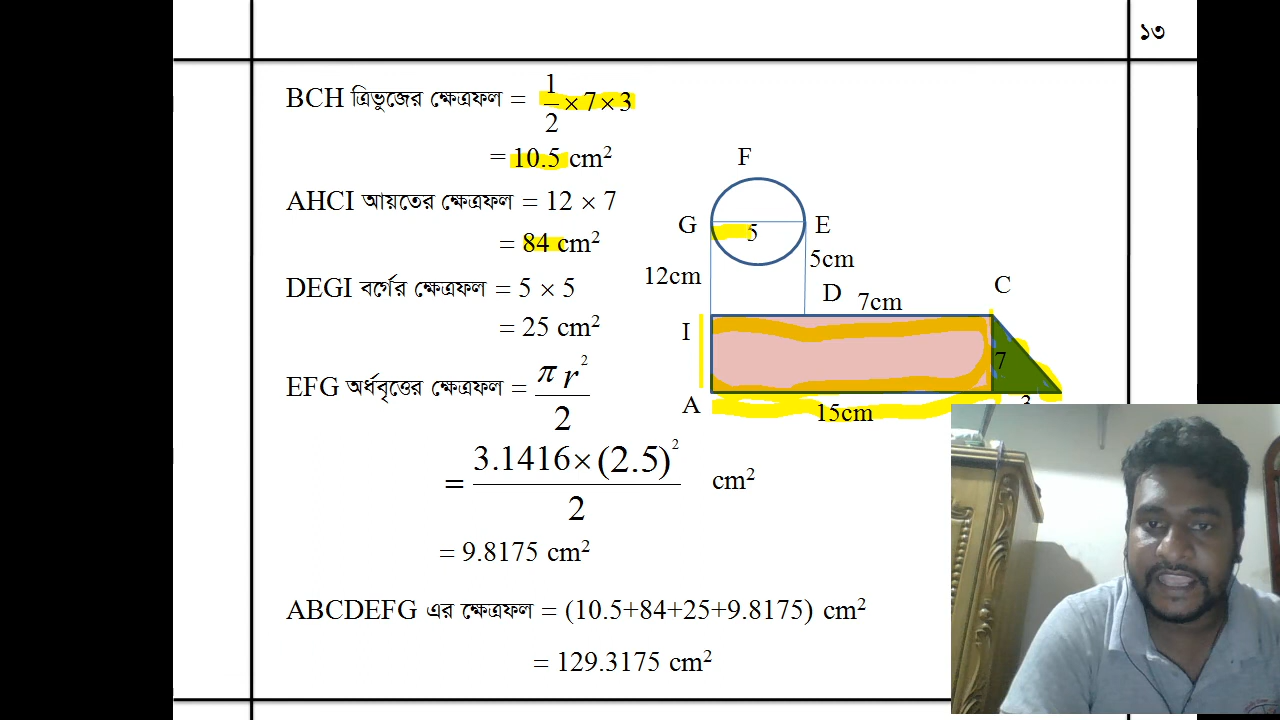 ১৩
BCH ত্রিভুজের ক্ষেত্রফল = 1/2 × 7 × 3
= 10.5 cm²
AHCI আয়তের ক্ষেত্রফল = 12 × 7
= 84 cm²
DEGI বর্গের ক্ষেত্রফল = 5 × 5
= 25 cm²
EFG অর্ধবৃত্তের ক্ষেত্রফল = π r²/2
= 3.1416×(2.5)²/2 cm²
= 9.8175 cm²
ABCDEFG এর ক্ষেত্রফল = (10.5+84+25+9.8175) cm²
= 129.3175 cm²
F
G 5 E
12cm 5cm
D 7cm C
I 7
A 15cm 3